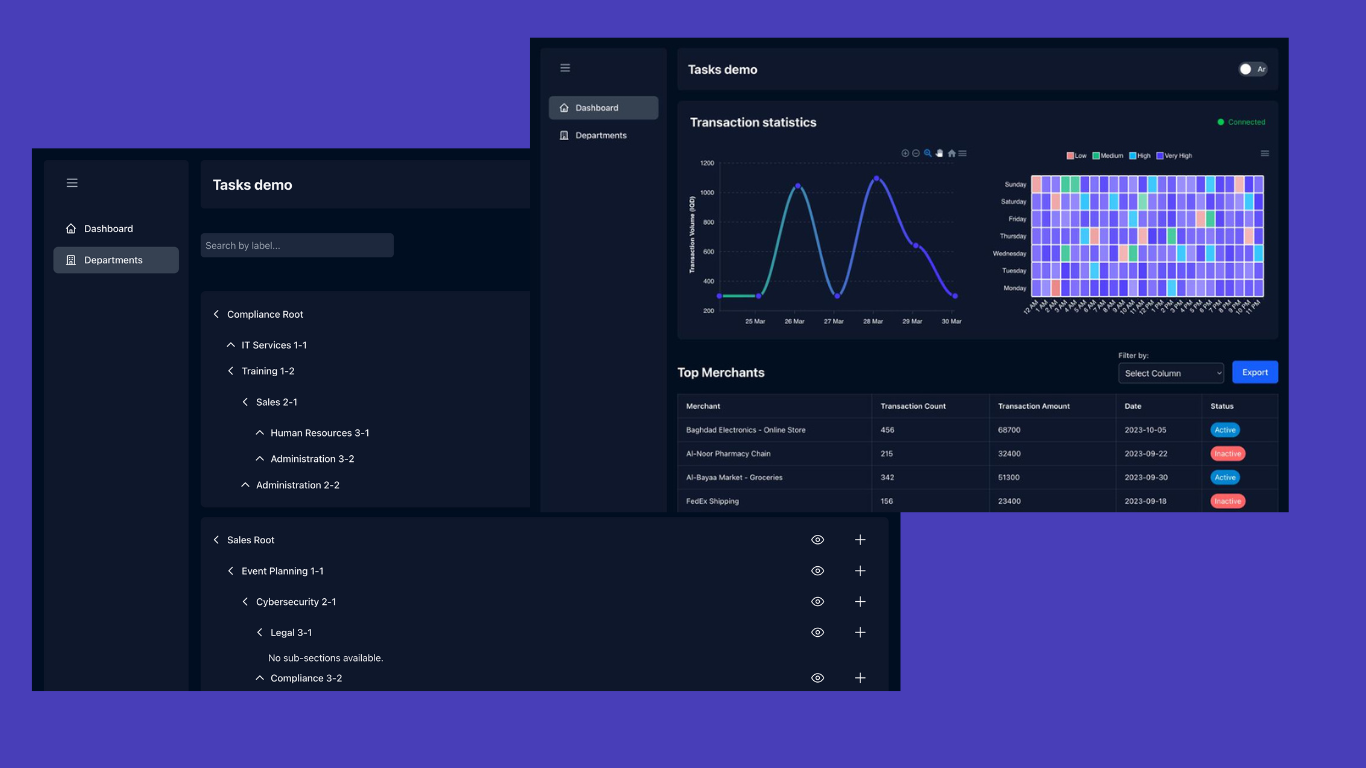 Tasks demo
Dashboard
Departments
Search by label...
Compliance Root
IT Services 1-1
Training 1-2
Sales 2-1
Human Resources 3-1
Administration 3-2
Administration 2-2
Sales Root
Event Planning 1-1
Cybersecurity 2-1
Legal 3-1
No sub-sections available.
Compliance 3-2
Tasks demo
Ar
Dashboard
Departments
Transaction statistics
Connected
1200
1000
800
600
400
200
Transaction Volume (IQD)
25 Mar 26 Mar 27 Mar 28 Mar 29 Mar 30 Mar
Low Medium High Very High
Sunday
Saturday
Friday
Thursday
Wednesday
Tuesday
Monday
12 AM 1 AM 2 AM 3 AM 4 AM 5 AM 6 AM 7 AM 8 AM 9 AM 10 AM 11 AM 12 PM 1 PM 2 PM 3 PM 4 PM 5 PM 6 PM 7 PM 8 PM 9 PM 10 PM 11 PM
Top Merchants
Filter by:
Select Column
Export
Merchant Transaction Count Transaction Amount Date Status
Baghdad Electronics - Online Store 456 68700 2023-10-05 Active
Al-Noor Pharmacy Chain 215 32400 2023-09-22 Inactive
Al-Bayaa Market - Groceries 342 51300 2023-09-30 Active
FedEx Shipping 156 23400 2023-09-18 Inactive